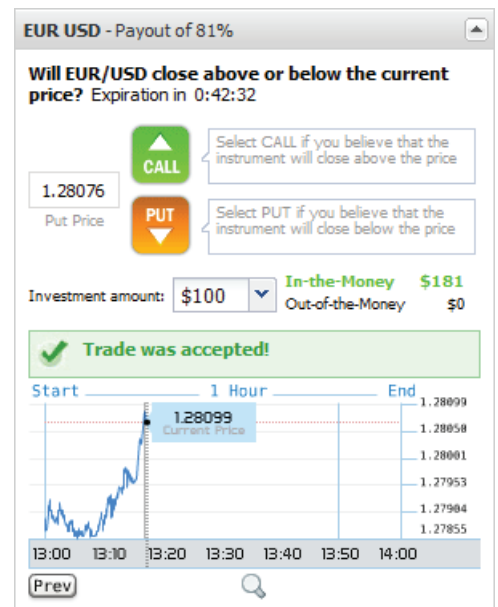 EUR USD - Payout of 81%
Will EUR/USD close above or below the current
price? Expiration in 0:42:32
CALL
Select CALL if you believe that the
instrument will close above the price
1.28076
Put Price
PUT
Select PUT if you believe that the
instrument will close below the price
Investment amount: $100
In-the-Money $181
Out-of-the-Money $0
Trade was accepted!
Start 1 Hour End
1.28099
1.28099
Current Price
1.28050
1.28001
1.27953
1.27904
1.27855
13:00 13:10 13:20 13:30 13:40 13:50 14:00
Prev